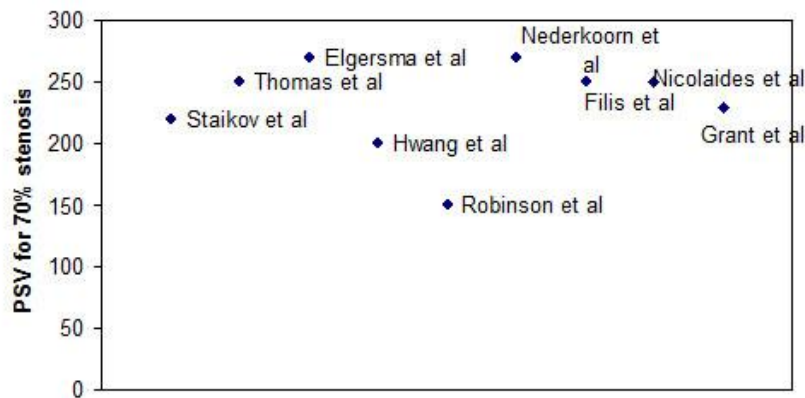 PSV for 70% stenosis
300
250
200
150
100
50
0
Staikov et al
Thomas et al
Elgersma et al
Hwang et al
Robinson et al
Nederkoorn et
al
Filis et al
Nicolaides et al
Grant et al